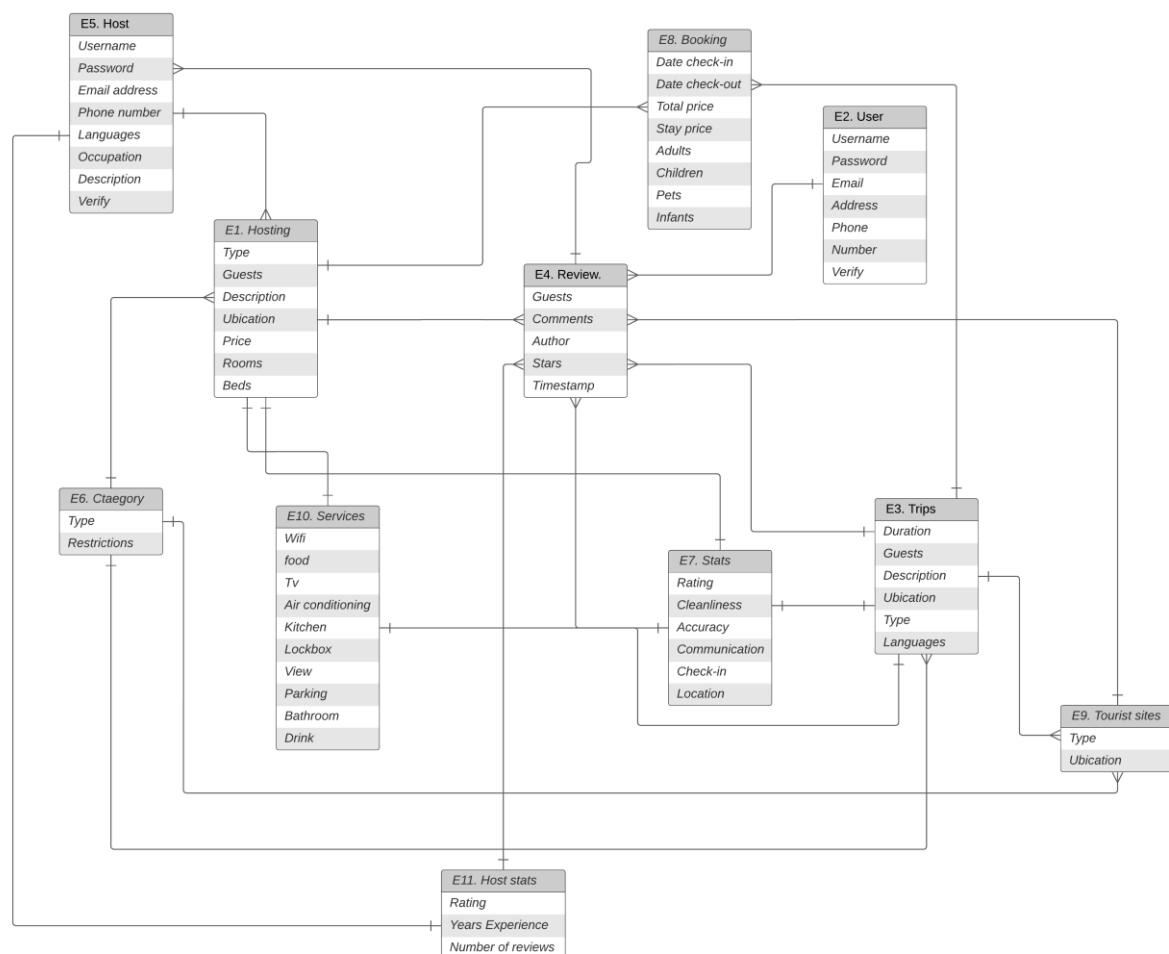 E5. Host
Username
Password
Email address
Phone number
Languages
Occupation
Description
Verify
E8. Booking
Date check-in
Date check-out
Total price
Stay price
Adults
Children
Pets
Infants
E2. User
Username
Password
Email
Address
Phone
Number
Verify
E1. Hosting
Type
Guests
Description
Ubication
Price
Rooms
Beds
E4. Review.
Guests
Comments
Author
Stars
Timestamp
E6. Ctaegory
Type
Restrictions
E10. Services
Wifi
food
Tv
Air conditioning
Kitchen
Lockbox
View
Parking
Bathroom
Drink
E7. Stats
Rating
Cleanliness
Accuracy
Communication
Check-in
Location
E3. Trips
Duration
Guests
Description
Ubication
Type
Languages
E9. Tourist sites
Type
Ubication
E11. Host stats
Rating
Years Experience
Number of reviews